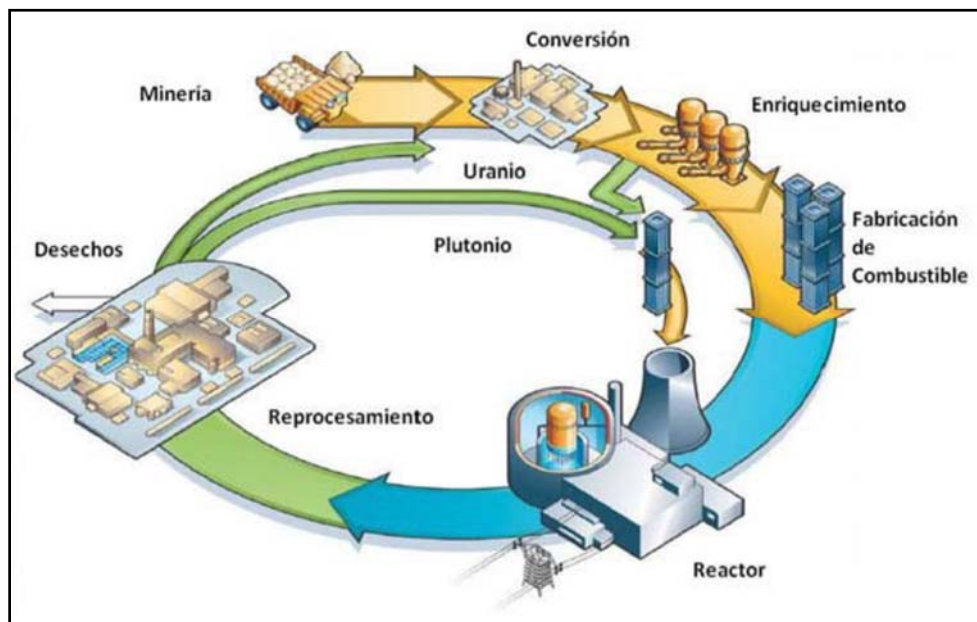 Conversión
Minería
Enriquecimiento
Uranio
Fabricación
de
Combustible
Plutonio
Desechos
Reprocesamiento
Reactor